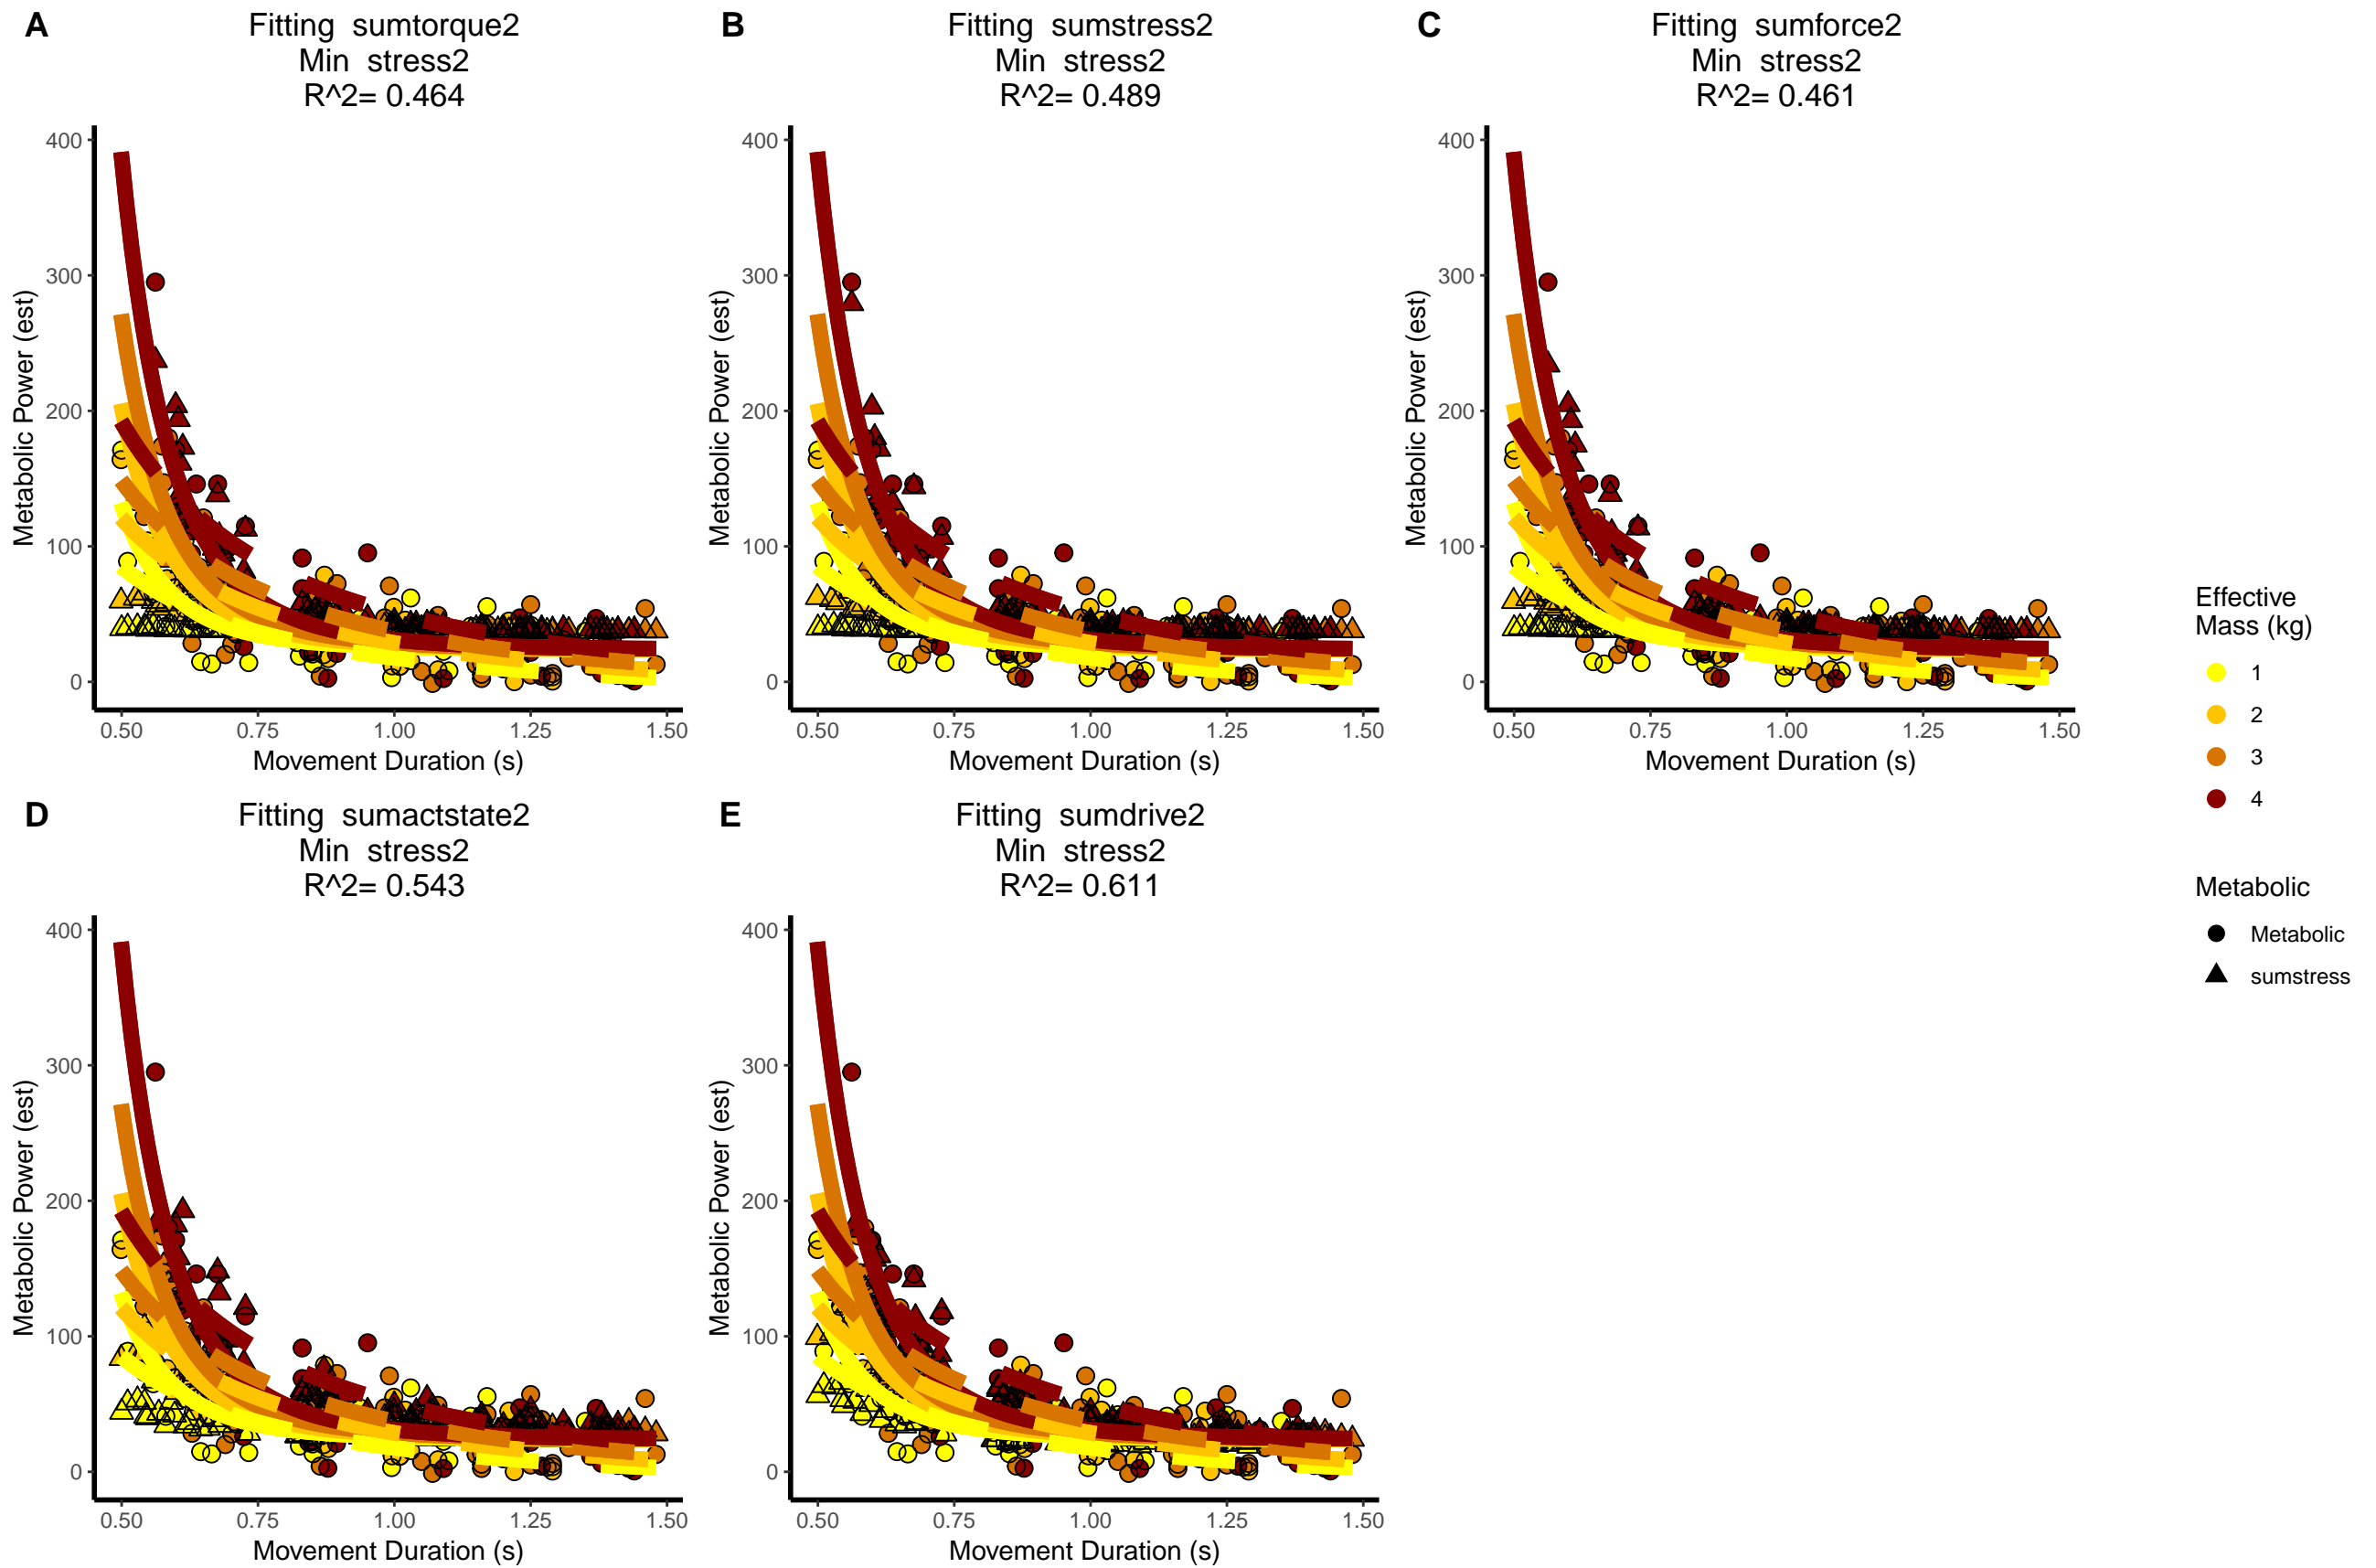 A
Fitting  sumtorque2
Min  stress2
R^2= 0.464
400
300
200
100
0
Metabolic Power (est)
0.50
0.75
1.00
1.25
1.50
Movement Duration (s)
B
Fitting  sumstress2
Min  stress2
R^2= 0.489
400
300
200
100
0
Metabolic Power (est)
0.50
0.75
1.00
1.25
1.50
Movement Duration (s)
C
Fitting  sumforce2
Min  stress2
R^2= 0.461
400
300
200
100
0
Metabolic Power (est)
0.50
0.75
1.00
1.25
1.50
Movement Duration (s)
D
Fitting  sumactstate2
Min  stress2
R^2= 0.543
400
300
200
100
0
Metabolic Power (est)
0.50
0.75
1.00
1.25
1.50
Movement Duration (s)
E
Fitting  sumdrive2
Min  stress2
R^2= 0.611
400
300
200
100
0
Metabolic Power (est)
0.50
0.75
1.00
1.25
1.50
Movement Duration (s)
Effective
Mass (kg)
1
2
3
4
Metabolic
Metabolic
sumstress